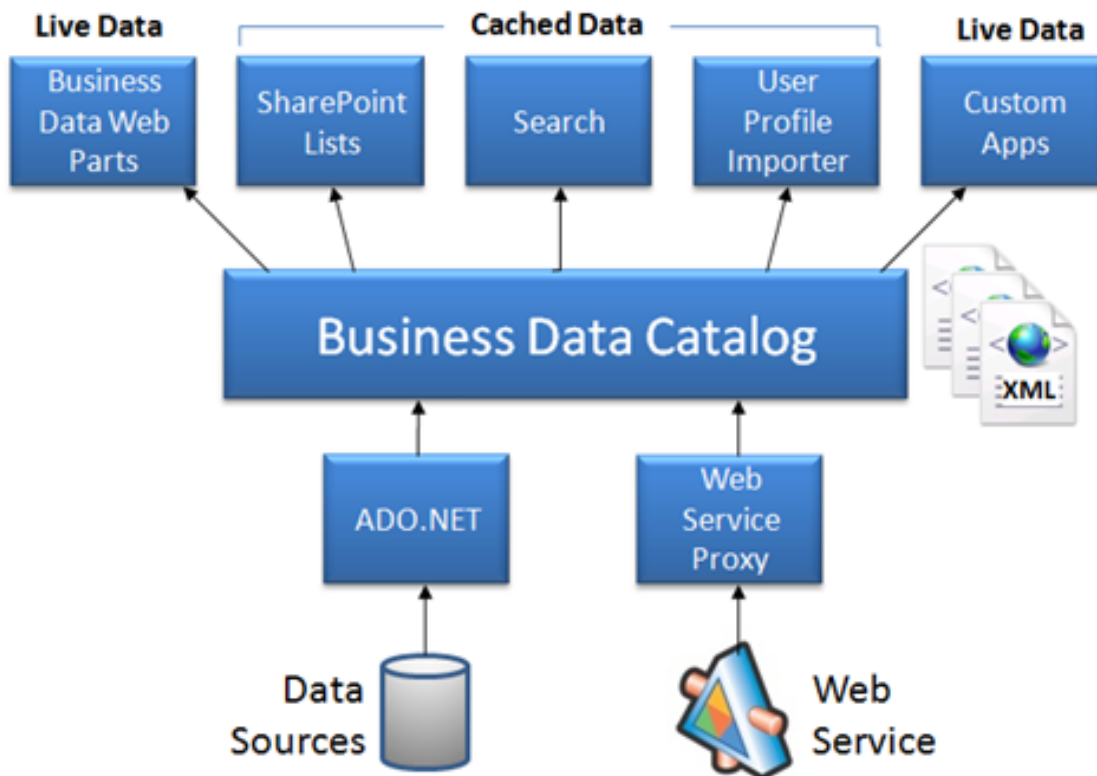 Live Data
Cached Data
Live Data
Business
Data Web
Parts
SharePoint
Lists
Search
User
Profile
Importer
Custom
Apps
Business Data Catalog
XML
ADO.NET
Web
Service
Proxy
Data
Sources
Web
Service